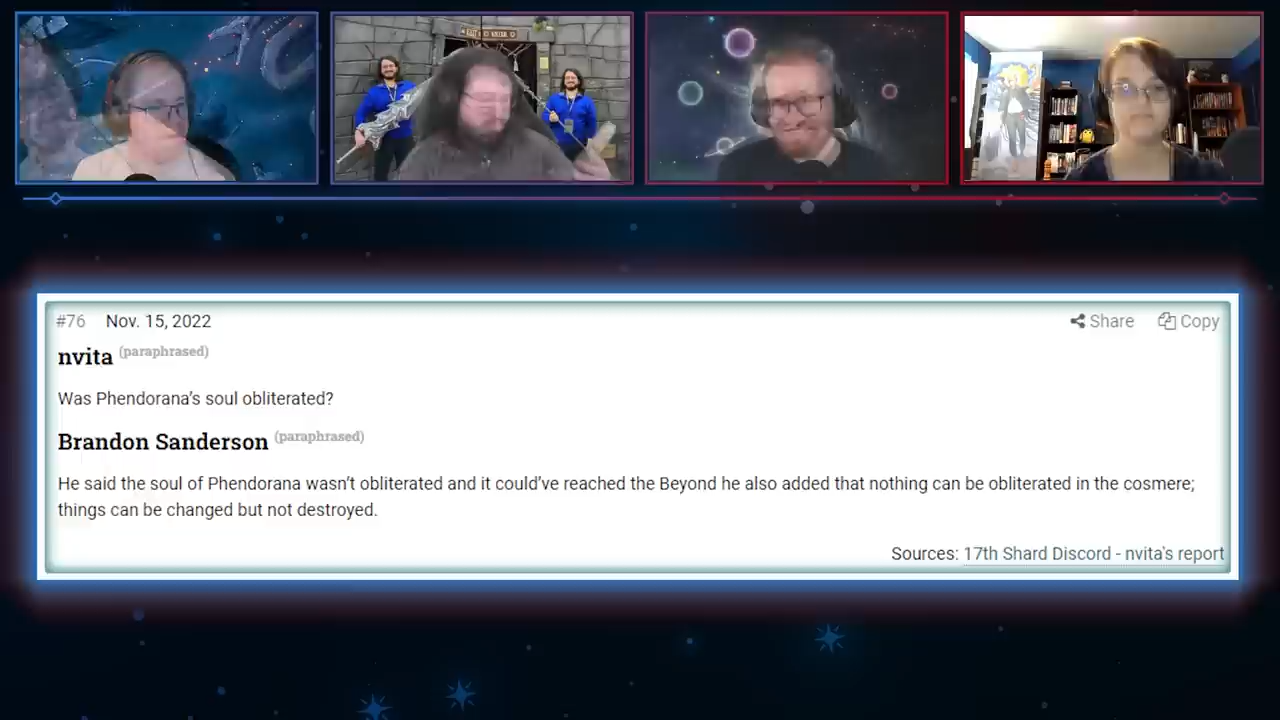 #76 Nov. 15, 2022 Share Copy
nvita (paraphrased)
Was Phendorana's soul obliterated?
Brandon Sanderson (paraphrased)
He said the soul of Phendorana wasn't obliterated and it could've reached the Beyond he also added that nothing can be obliterated in the cosmere;
things can be changed but not destroyed.
Sources: 17th Shard Discord - nvita's report